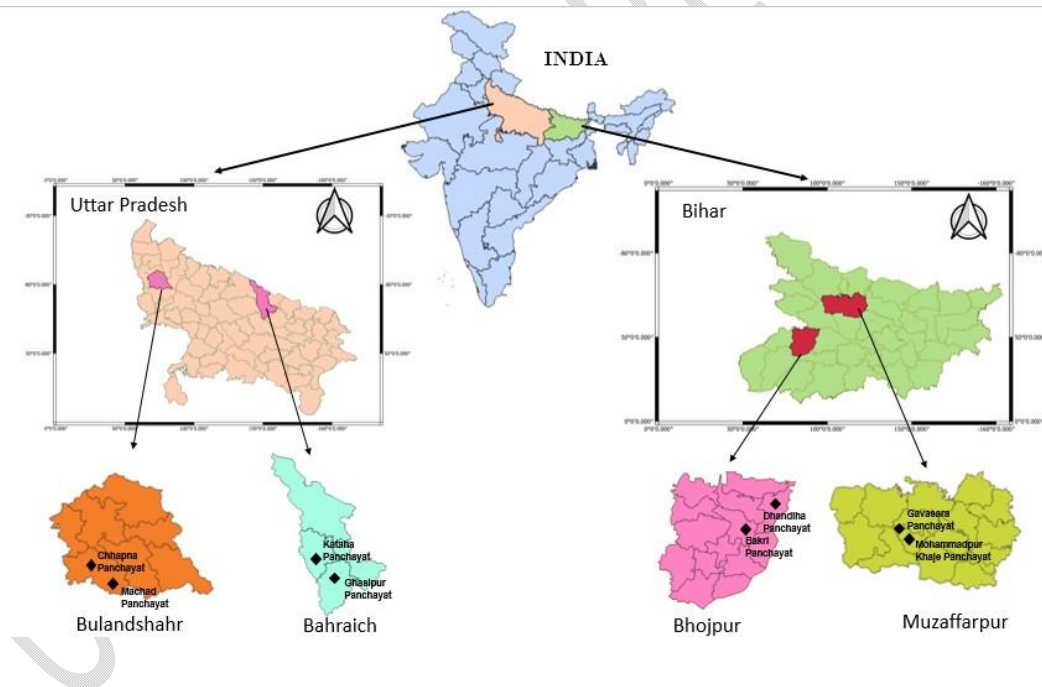 INDIA
Uttar Pradesh
Bihar
Chhapna
Panchayat
Machad
Panchayat
Bulandshahr
Kataha
Panchayat
Ghasipur
Panchayat
Bahraich
Dhandiha
Panchayat
Bakri
Panchayat
Bhojpur
Gavasara
Panchayat
Mohammadpur
Khaje Panchayat
Muzaffarpur